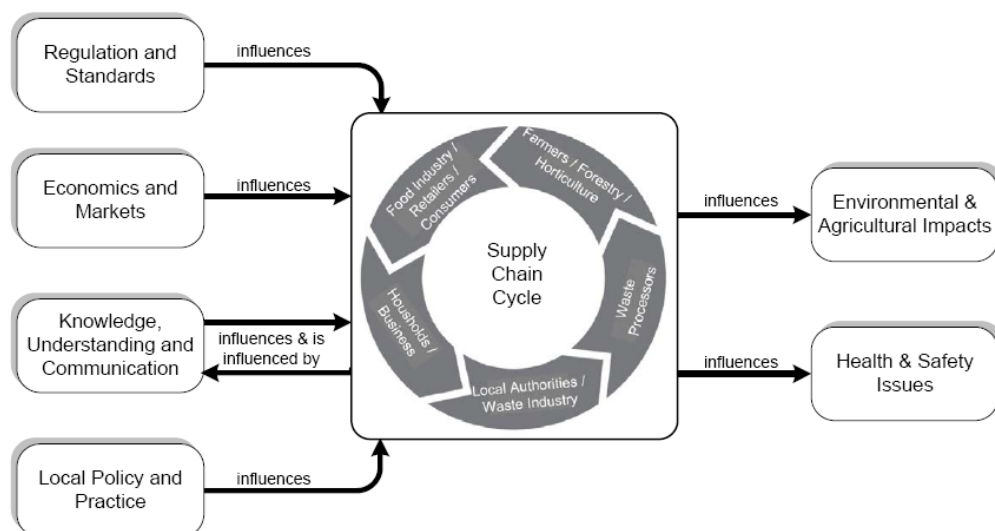 Regulation and
Standards
influences
Economics and
Markets
influences
Knowledge,
Understanding and
Communication
influences & is
influenced by
Local Policy and
Practice
influences
Food Industry /
Retailers /
Consumers
Farmers / Forestry /
Horticulture
Waste
Processors
Local Authorities /
Waste Industry
Housholds /
Business
Supply
Chain
Cycle
influences
Environmental &
Agricultural Impacts
influences
Health & Safety
Issues